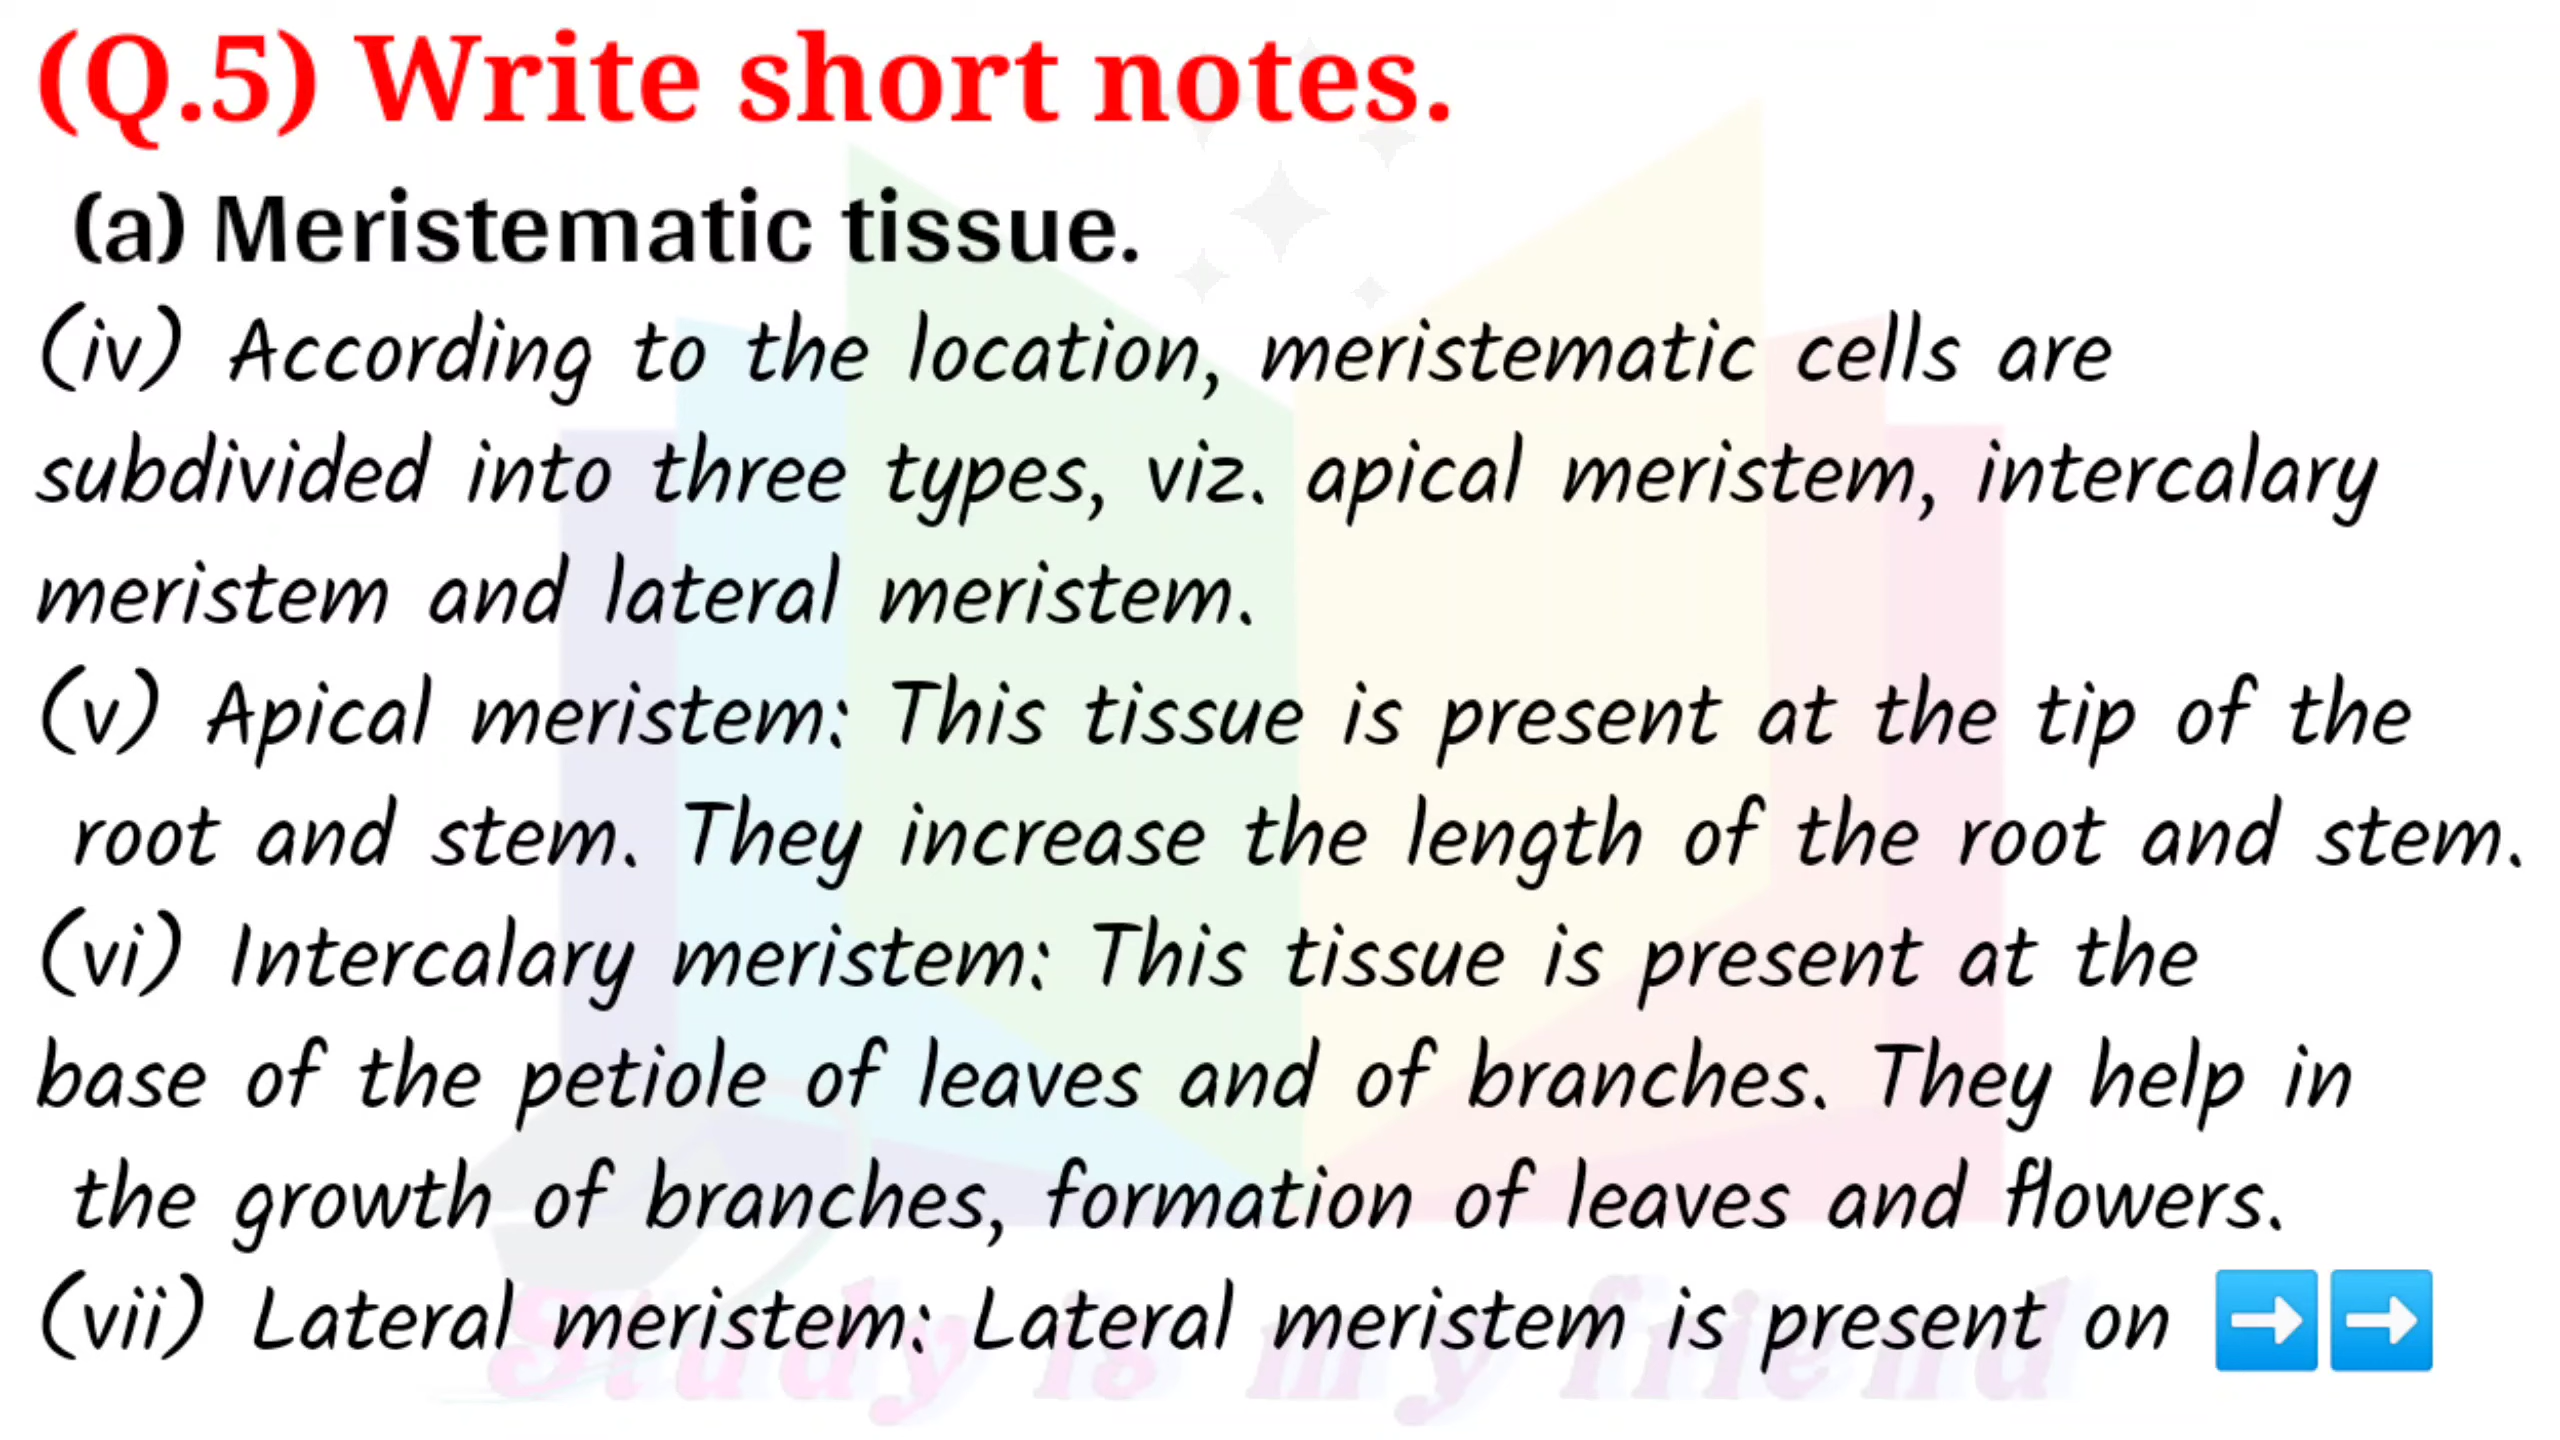 (Q.5) Write short notes.
(a) Meristematic tissue.
(iv) According to the location, meristematic cells are
subdivided into three types, viz. apical meristem, intercalary
meristem and lateral meristem.
(v) Apical meristem: This tissue is present at the tip of the
root and stem. They increase the length of the root and stem.
(vi) Intercalary meristem: This tissue is present at the
base of the petiole of leaves and of branches. They help in
the growth of branches, formation of leaves and flowers.
(vii) Lateral meristem: Lateral meristem is present on ➡➡
Study is my friend